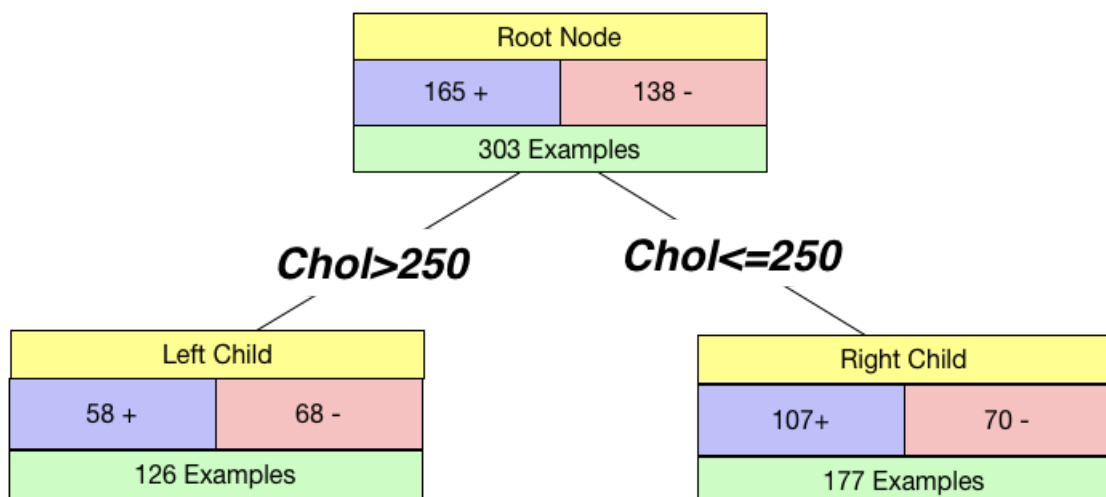 Root Node
165 + 138 -
303 Examples
Chol>250 Chol<=250
Left Child
58 + 68 -
126 Examples
Right Child
107+ 70 -
177 Examples